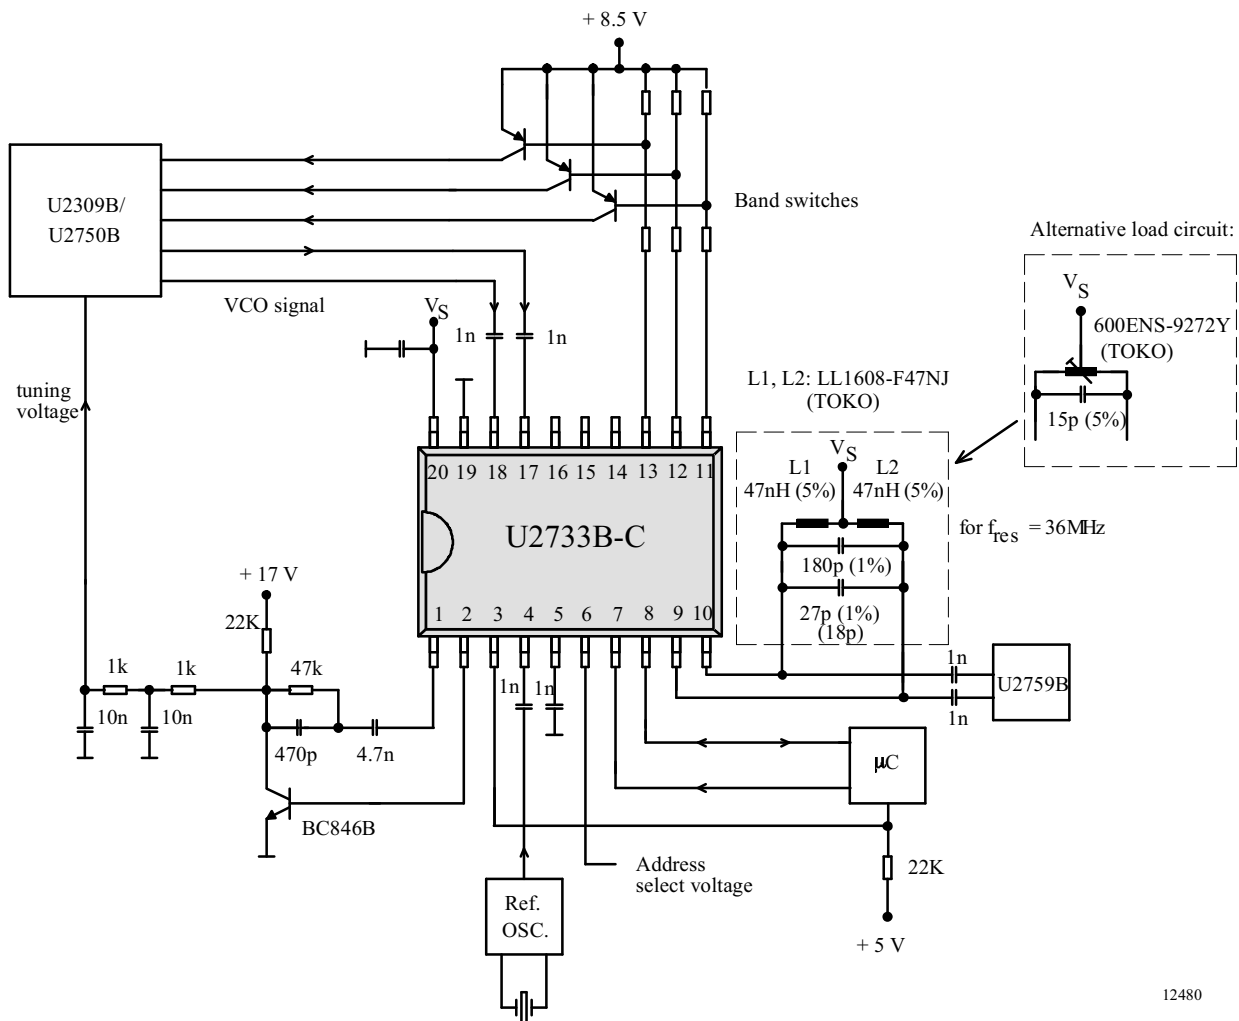 + 8.5 V
U2309B/
U2750B
Band switches
Alternative load circuit:
VCO signal
VS
1n
1n
VS
600ENS-9272Y
(TOKO)
15p (5%)
tuning
voltage
L1, L2: LL1608-F47NJ
(TOKO)
VS
L1
L2
47nH (5%)
47nH (5%)
180p (1%)
27p (1%)
(18p)
for fres = 36MHz
20 19 18 17 16 15 14 13 12 11
U2733B-C
1 2 3 4 5 6 7 8 9 10
+ 17 V
22K
1k
1k
47k
10n
10n
470p
4.7n
1n
1n
1n
1n
U2759B
BC846B
μC
Address
select voltage
22K
+ 5 V
Ref.
OSC.
12480